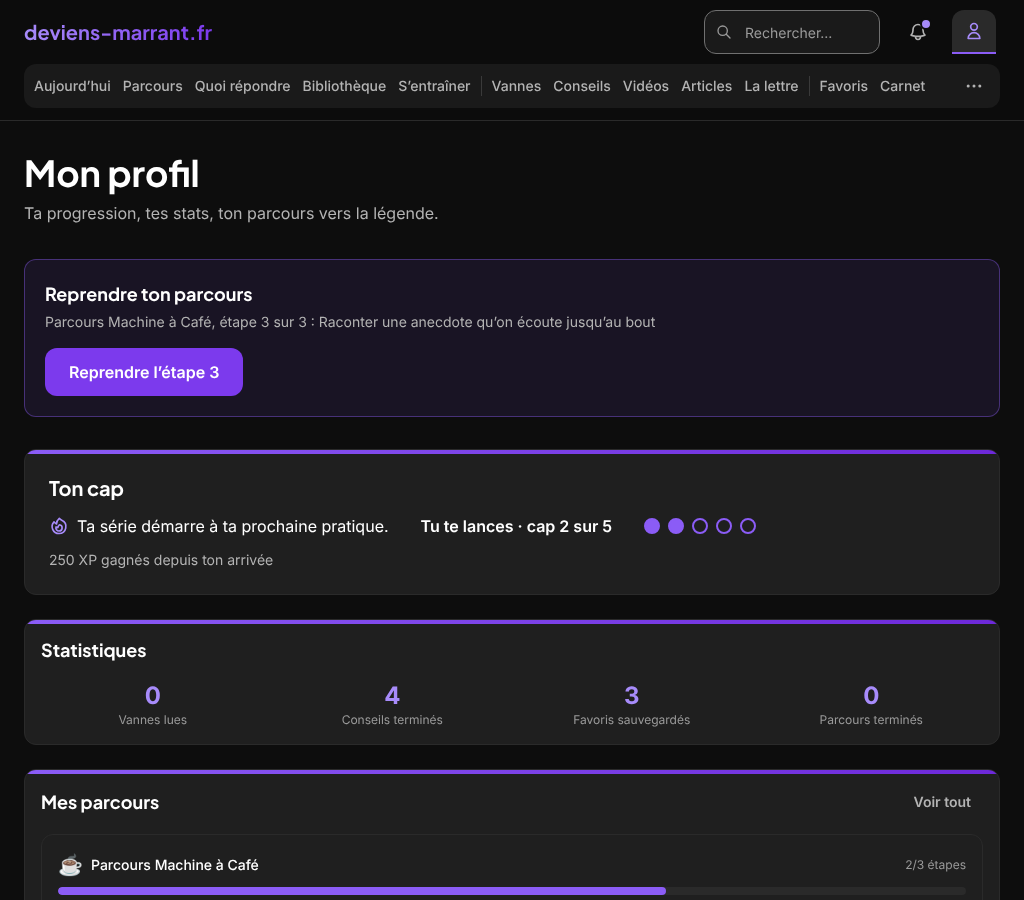 deviens-marrant.fr
Rechercher...
Aujourd’hui Parcours Quoi répondre Bibliothèque S’entraîner Vannes Conseils Vidéos Articles La lettre Favoris Carnet
Mon profil
Ta progression, tes stats, ton parcours vers la légende.
Reprendre ton parcours
Parcours Machine à Café, étape 3 sur 3 : Raconter une anecdote qu’on écoute jusqu’au bout
Reprendre l’étape 3
Ton cap
Ta série démarre à ta prochaine pratique. Tu te lances · cap 2 sur 5
250 XP gagnés depuis ton arrivée
Statistiques
0 4 3 0
Vannes lues Conseils terminés Favoris sauvegardés Parcours terminés
Mes parcours Voir tout
Parcours Machine à Café 2/3 étapes